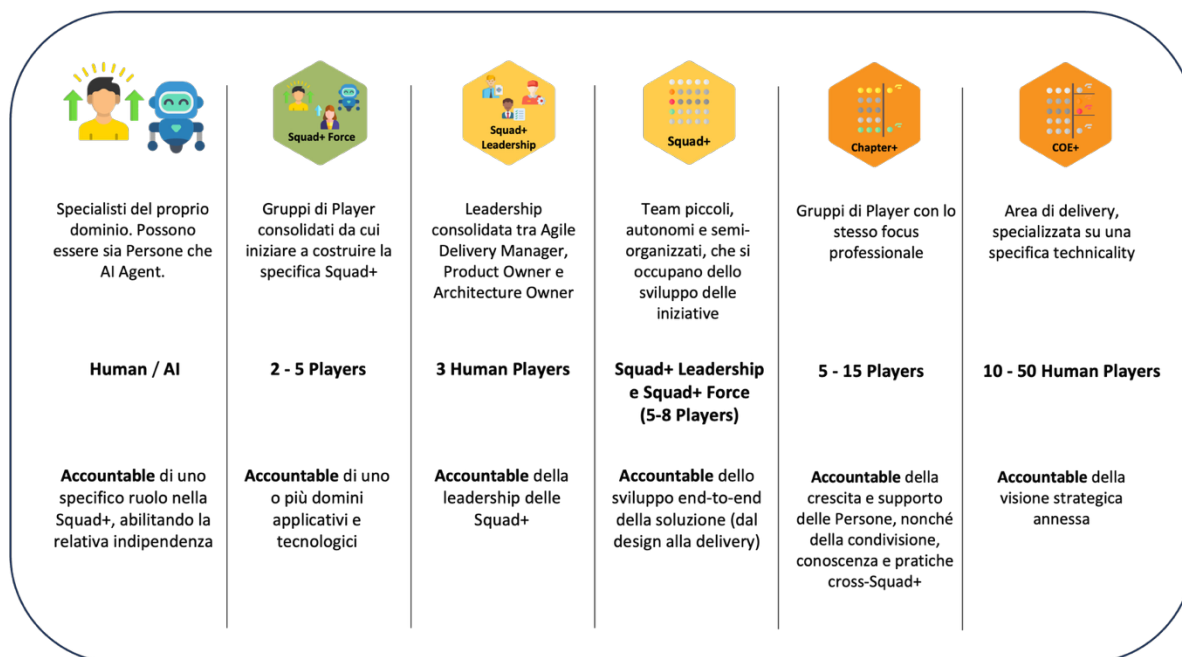 Squad+ Force
Squad+
Leadership
Squad+
Chapter+
COE+
Specialisti del proprio
dominio. Possono
essere sia Persone che
AI Agent.
Gruppi di Player
consolidati da cui
iniziare a costruire la
specifica Squad+
Leadership
consolidata tra Agile
Delivery Manager,
Product Owner e
Architecture Owner
Team piccoli,
autonomi e semi-
organizzati, che si
occupano dello
sviluppo delle
iniziative
Gruppi di Player con lo
stesso focus
professionale
Area di delivery,
specializzata su una
specifica technicality
Human / AI
2 - 5 Players
3 Human Players
Squad+ Leadership
e Squad+ Force
(5-8 Players)
5 - 15 Players
10 - 50 Human Players
Accountable di uno
specifico ruolo nella
Squad+, abilitando la
relativa indipendenza
Accountable di uno
o più domini
applicativi e
tecnologici
Accountable della
leadership delle
Squad+
Accountable dello
sviluppo end-to-end
della soluzione (dal
design alla delivery)
Accountable della
crescita e supporto
delle Persone, nonché
della condivisione,
conoscenza e pratiche
cross-Squad+
Accountable della
visione strategica
annessa